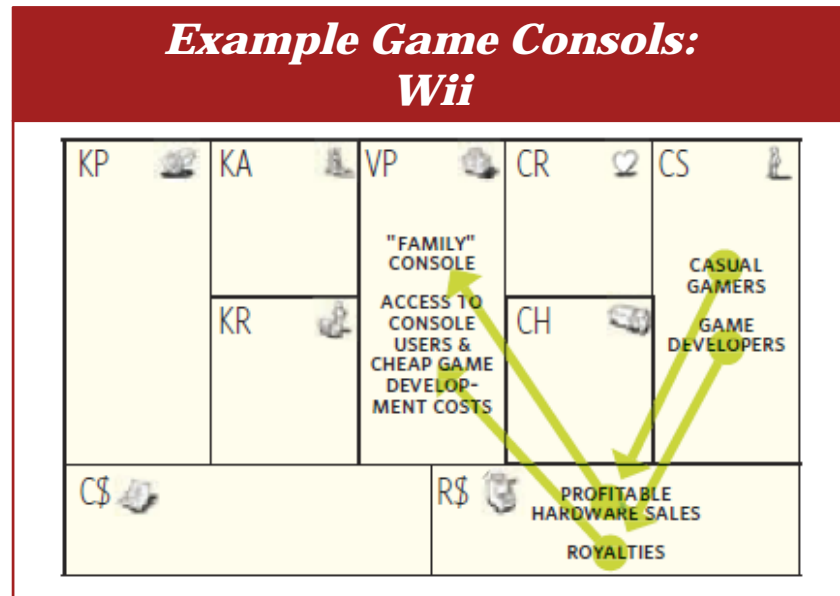 Example Game Consols:
Wii
KP
KA
VP
CR
CS
"FAMILY"
CONSOLE
ACCESS TO
CONSOLE
USERS &
CHEAP GAME
DEVELOP-
MENT COSTS
CASUAL
GAMERS
GAME
DEVELOPERS
KR
CH
C$
R$
PROFITABLE
HARDWARE SALES
ROYALTIES